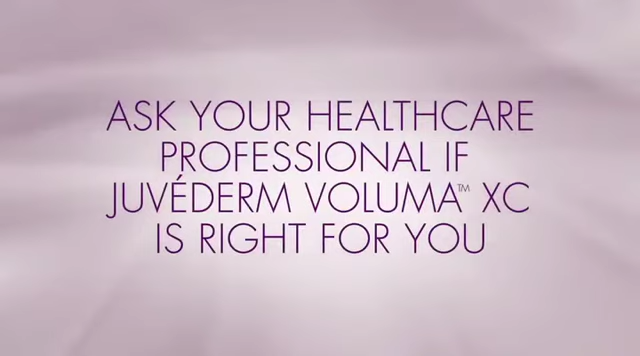 ASK YOUR HEALTHCARE
PROFESSIONAL IF
JUVÉDERM VOLUMA™ XC
IS RIGHT FOR YOU